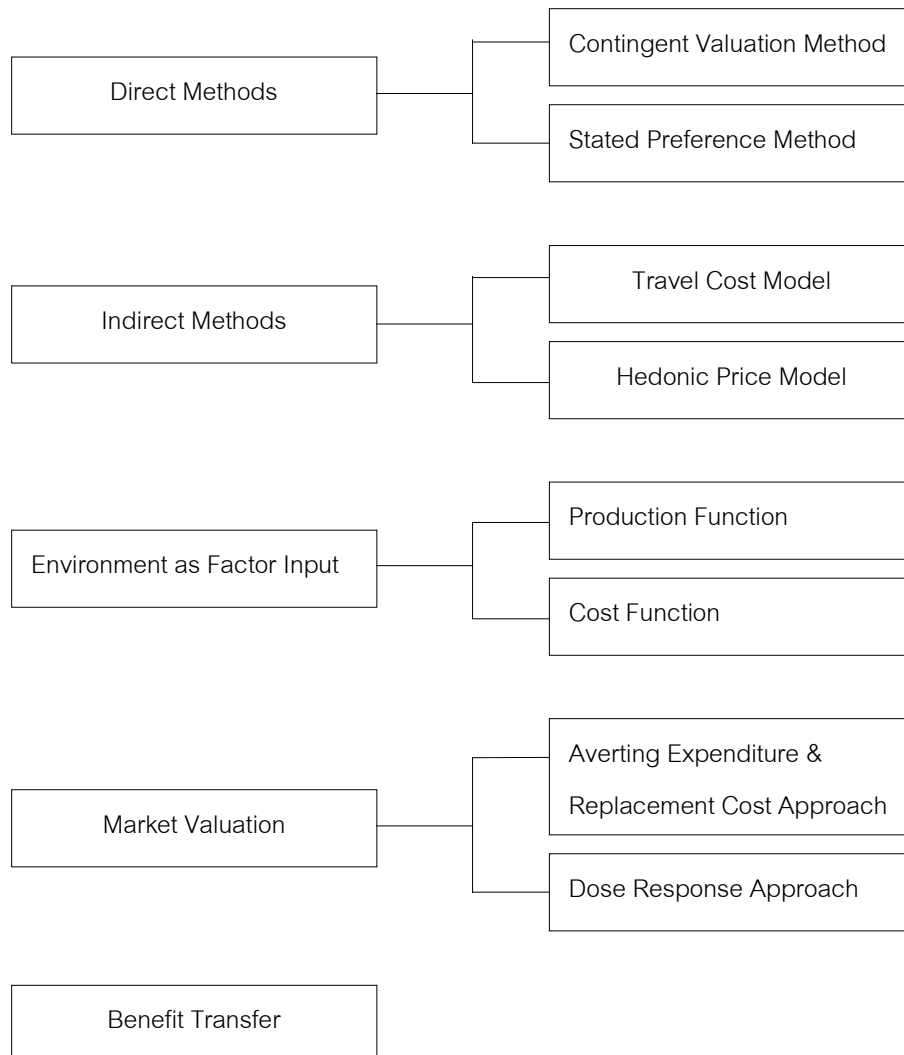 Direct Methods
Contingent Valuation Method
Stated Preference Method
Indirect Methods
Travel Cost Model
Hedonic Price Model
Environment as Factor Input
Production Function
Cost Function
Market Valuation
Averting Expenditure &
Replacement Cost Approach
Dose Response Approach
Benefit Transfer